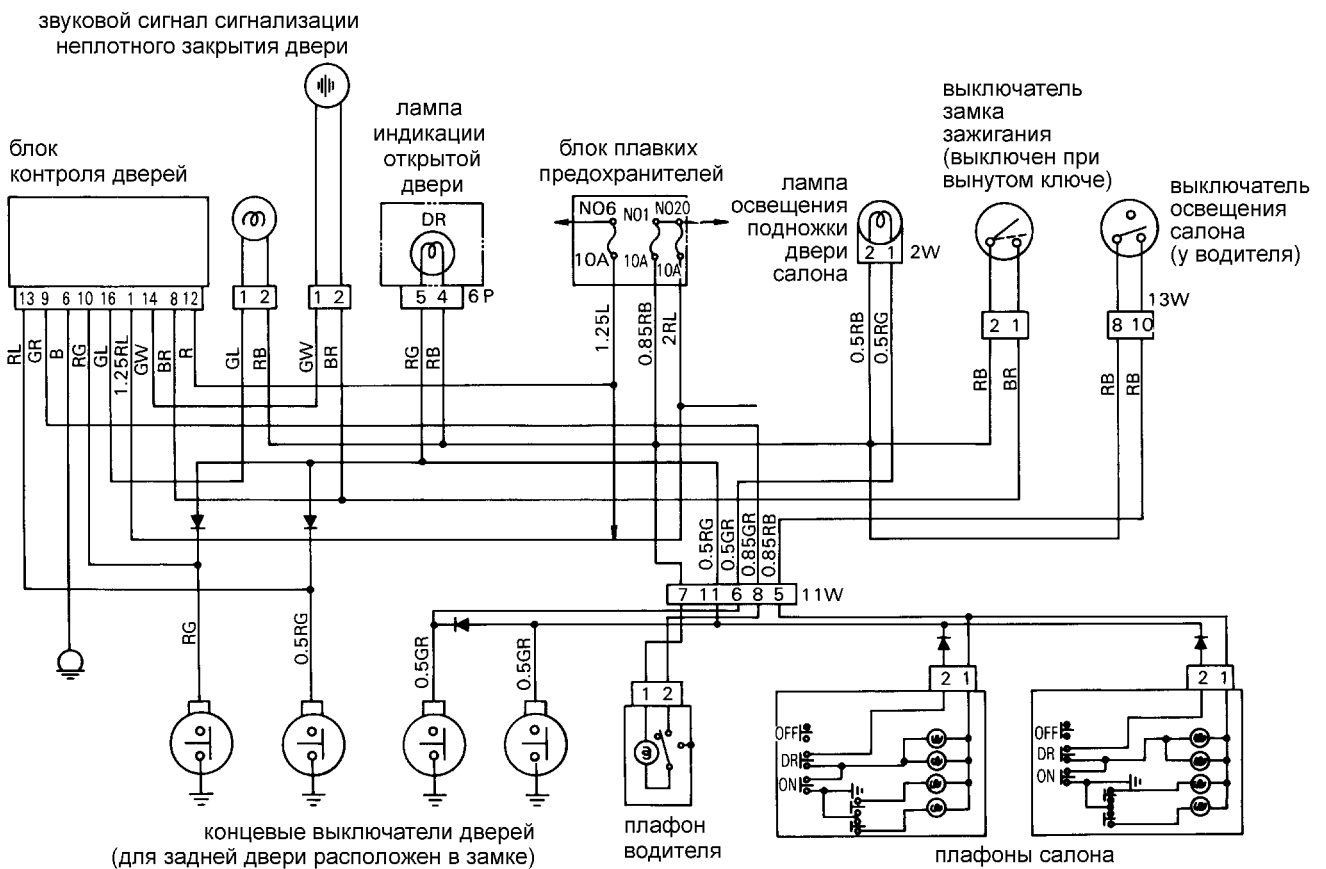 звуковой сигнал сигнализации
неплотного закрытия двери
лампа
индикации
открытой
двери
блок
контроля дверей
блок плавких
предохранителей
лампа
освещения
подножки
двери
салона
выключатель
замка
зажигания
(выключен при
вынутом ключе)
выключатель
освещения
салона
(у водителя)
DR
NO6 NO1 NO20
10A 10A 10A
2 1 2W
13 9 6 10 16 1 14 8 12
1 2
1 2
5 4 6P
2 1
8 10
13W
RL GR B RG GL 1.25RL GW BR R
GL RB
GW BR
RG RB
1.25L 0.85RB 2RL
0.5RB 0.5RG
RB BR
RB RB
0.5RG 0.5GR 0.85GR 0.85RB
7 11 6 8 5 11W
RG 0.5RG 0.5GR 0.5GR
1 2
2 1
2 1
OFF
DR
ON
OFF
DR
ON
концевые выключатели дверей
(для задней двери расположен в замке)
плафон
водителя
плафоны салона